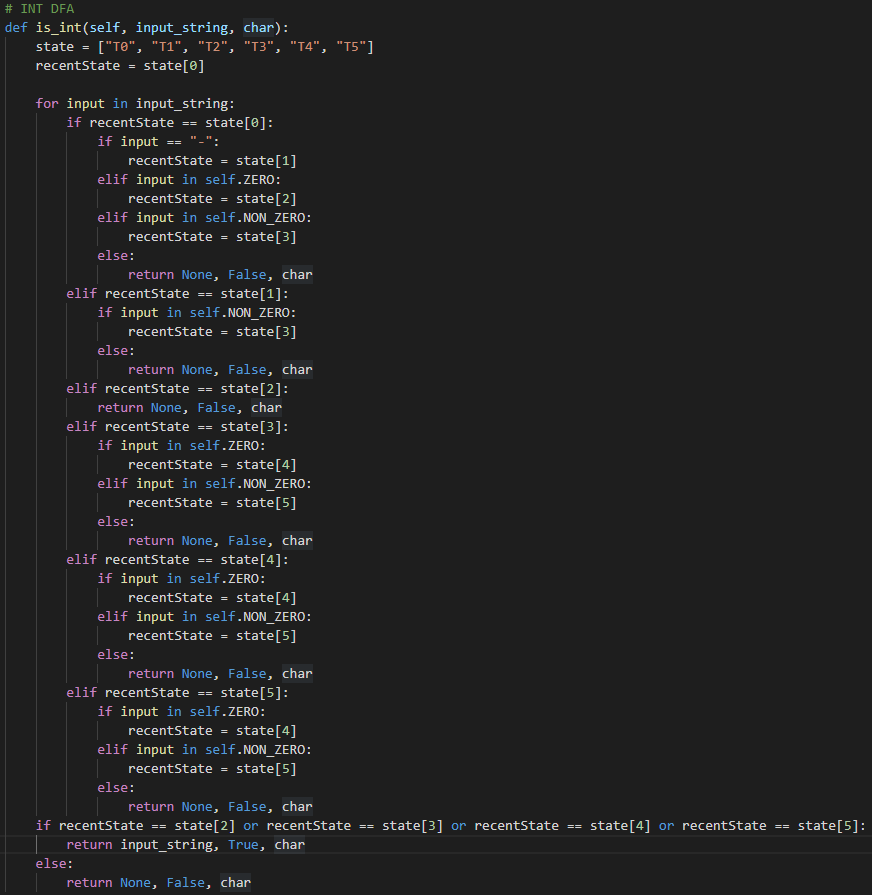 # INT DFA
def is_int(self, input_string, char):
    state = ["T0", "T1", "T2", "T3", "T4", "T5"]
    recentState = state[0]

    for input in input_string:
        if recentState == state[0]:
            if input == "-":
                recentState = state[1]
            elif input in self.ZERO:
                recentState = state[2]
            elif input in self.NON_ZERO:
                recentState = state[3]
            else:
                return None, False, char
        elif recentState == state[1]:
            if input in self.NON_ZERO:
                recentState = state[3]
            else:
                return None, False, char
        elif recentState == state[2]:
            return None, False, char
        elif recentState == state[3]:
            if input in self.ZERO:
                recentState = state[4]
            elif input in self.NON_ZERO:
                recentState = state[5]
            else:
                return None, False, char
        elif recentState == state[4]:
            if input in self.ZERO:
                recentState = state[4]
            elif input in self.NON_ZERO:
                recentState = state[5]
            else:
                return None, False, char
        elif recentState == state[5]:
            if input in self.ZERO:
                recentState = state[4]
            elif input in self.NON_ZERO:
                recentState = state[5]
            else:
                return None, False, char
    if recentState == state[2] or recentState == state[3] or recentState == state[4] or recentState == state[5]:
        return input_string, True, char
    else:
        return None, False, char